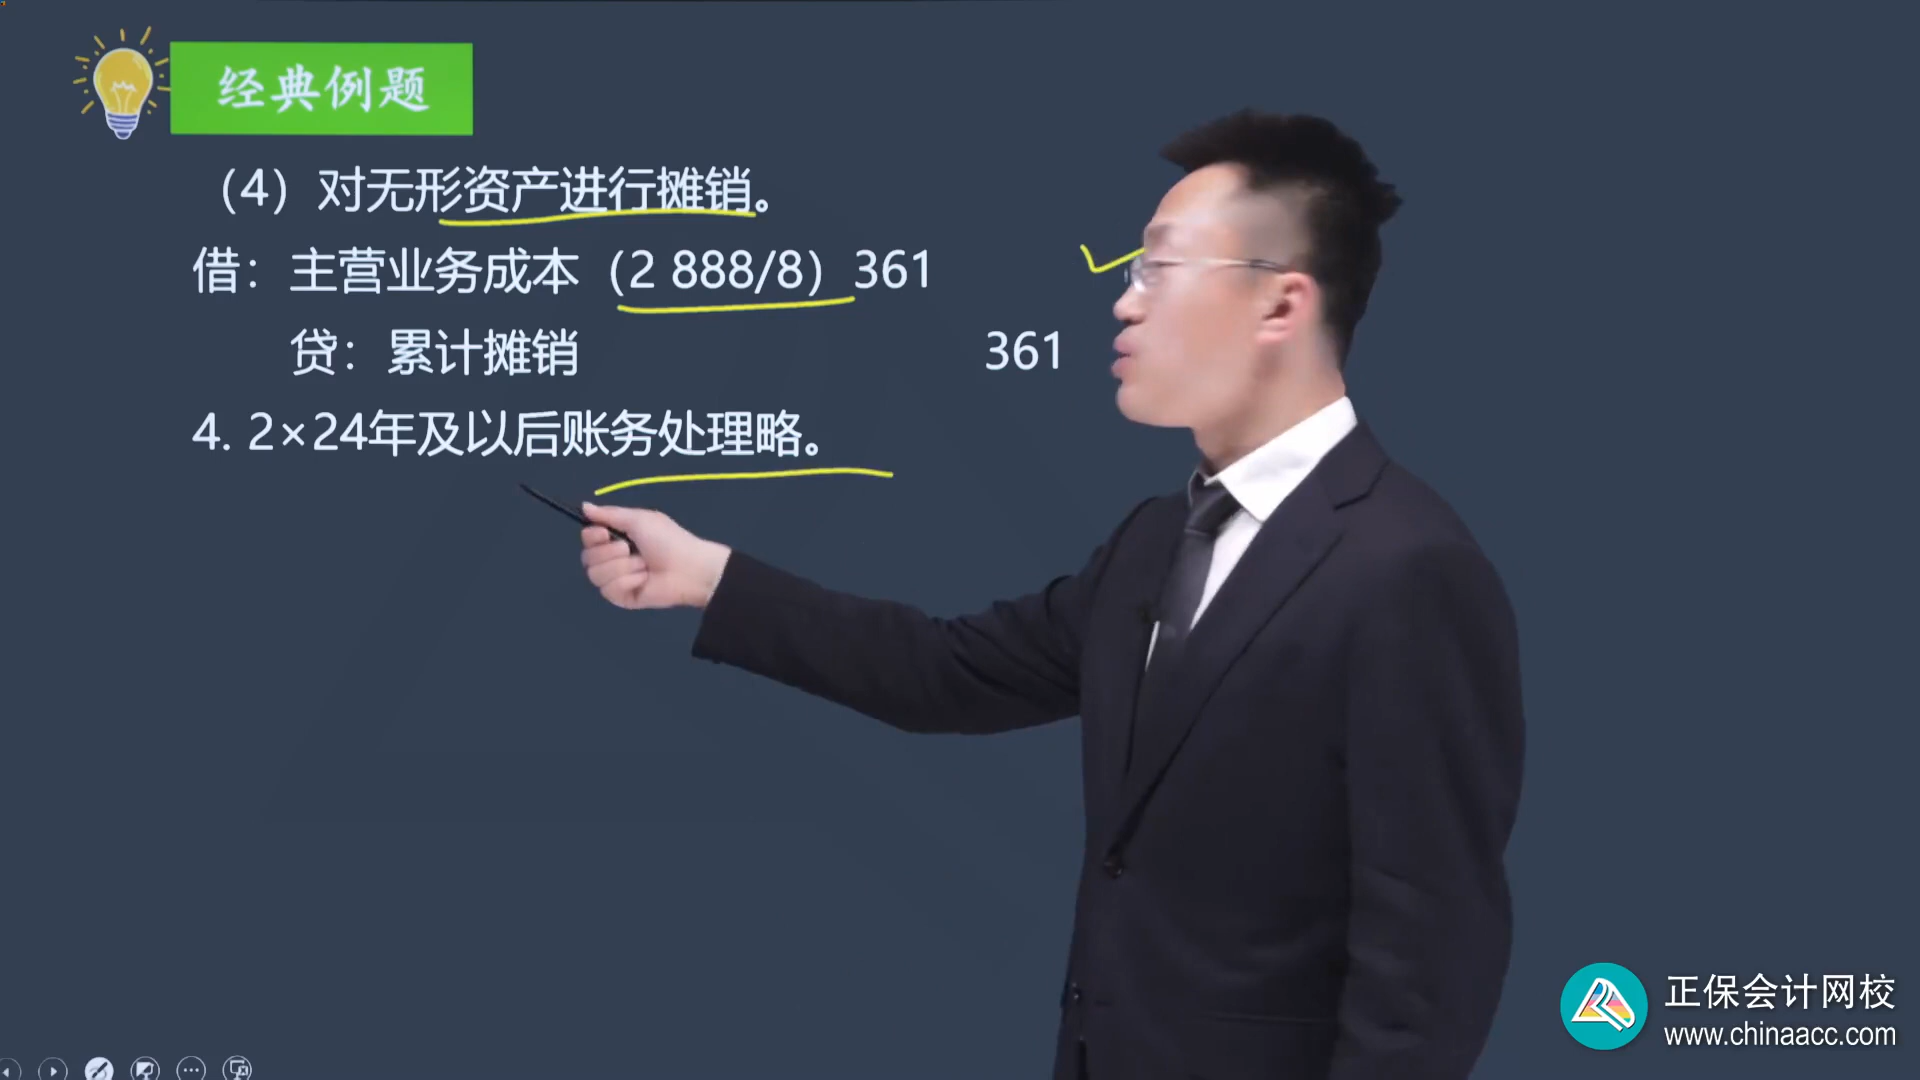 经典例题
（4）对无形资产进行摊销。
借：主营业务成本（2 888/8）361
贷：累计摊销 361
4. 2×24年及以后账务处理略。
正保会计网校
www.chinaacc.com